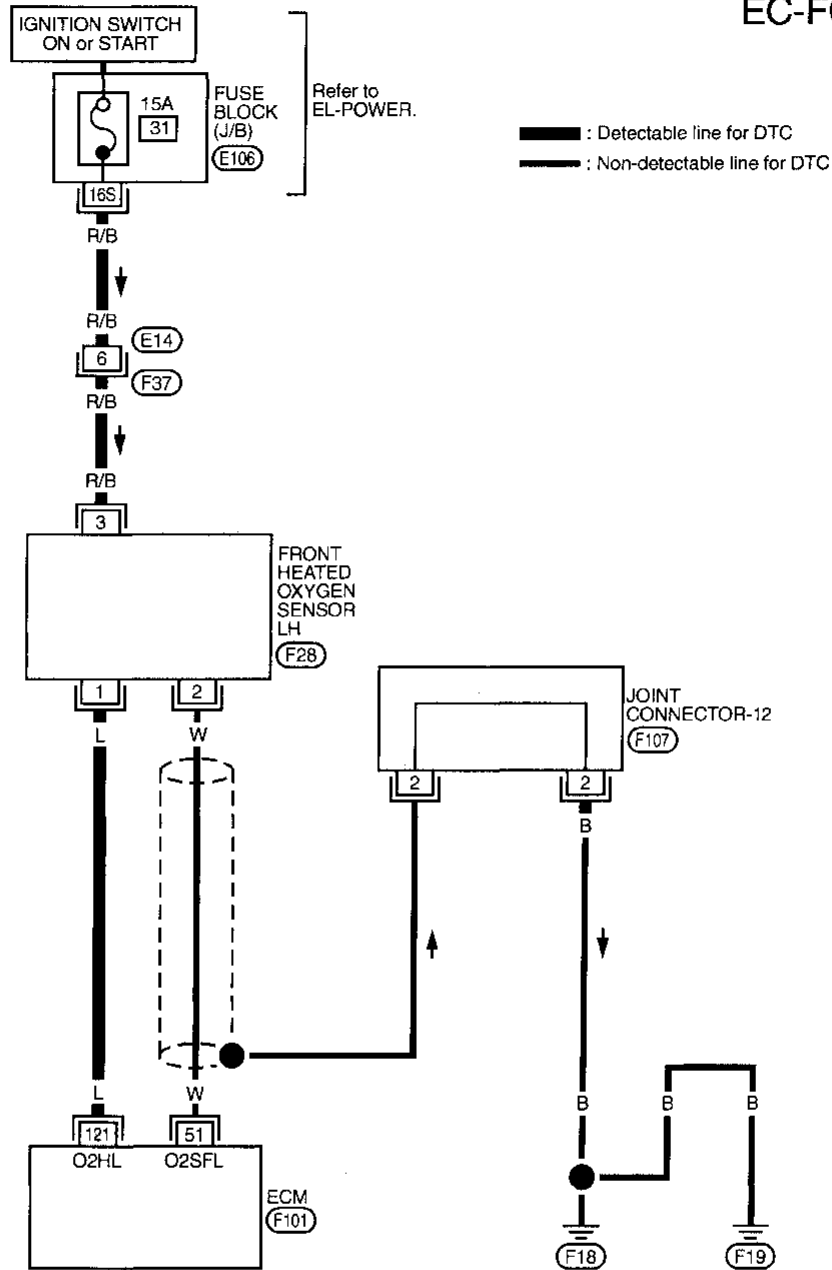 EC-F
IGNITION SWITCH
ON or START
15A
31
FUSE
BLOCK
(J/B)
E106
Refer to
EL-POWER.
: Detectable line for DTC
: Non-detectable line for DTC
16S
R/B
R/B
6
E14
F37
R/B
R/B
3
FRONT
HEATED
OXYGEN
SENSOR
LH
F28
1
2
L
W
JOINT
CONNECTOR-12
F107
2
2
B
L
W
B
B
B
121
51
O2HL
O2SFL
ECM
F101
F18
F19